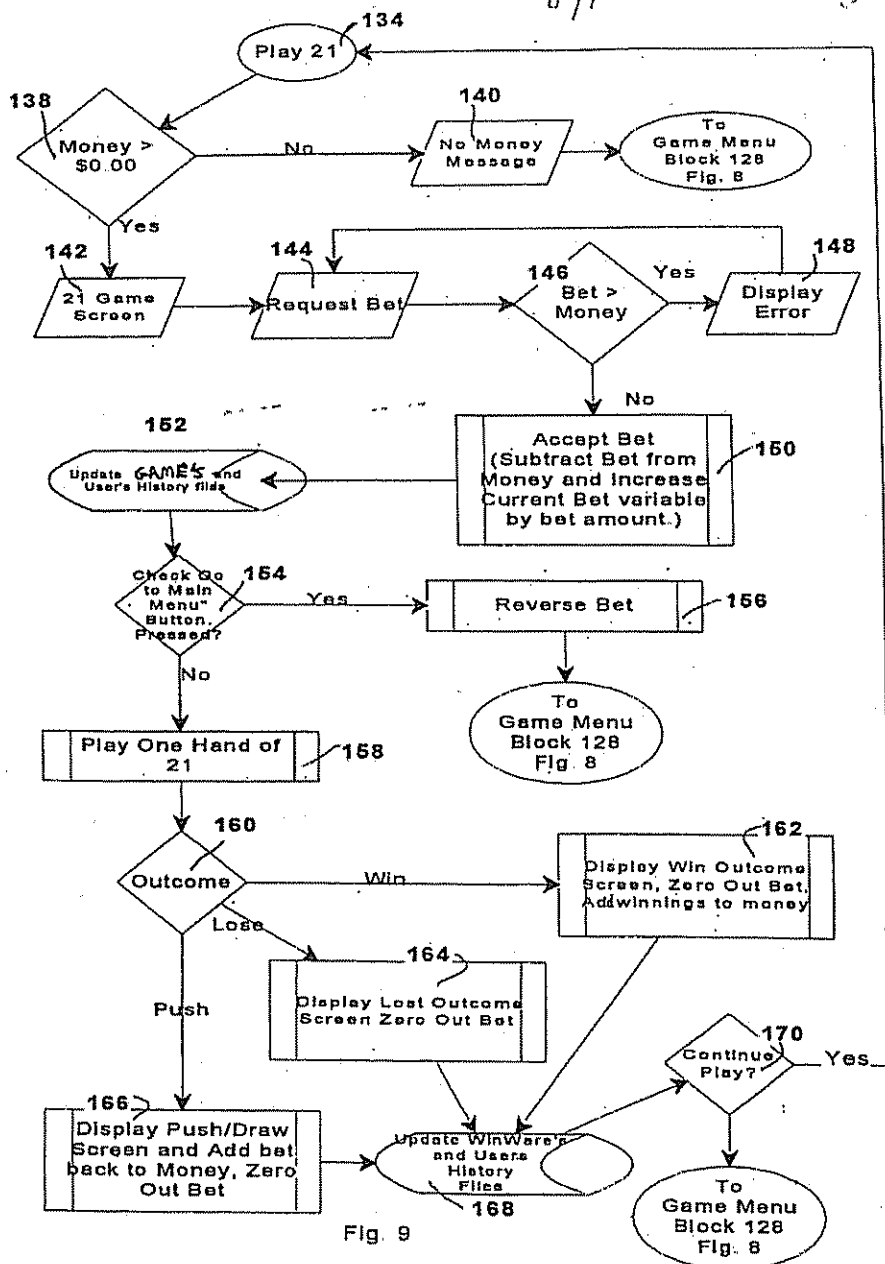 134
Play 21
138
Money >
$0.00
No
140
No Money
Message
To
Game Menu
Block 128
Fig. 8
Yes
142
21 Game
Screen
144
Request Bet
146
Bet >
Money
Yes
148
Display
Error
No
152
Update GAME'S and
User's History files
Accept Bet
(Subtract Bet from
Money and Increase
Current Bet variable
by bet amount.)
150
Check Go
to Main
Menu"
Button.
Pressed?
154
Yes
Reverse Bet
156
No
To
Game Menu
Block 128
Fig. 8
Play One Hand of
21
158
160
Outcome
Win
162
Display Win Outcome
Screen, Zero Out Bet,
Addwinnings to money
Lose
164
Display Lost Outcome
Screen Zero Out Bet
Push
170
Continue
Play?
Yes
166
Display Push/Draw
Screen and Add bet
back to Money, Zero
Out Bet
Update WinWare's
and Users
History
Files
168
To
Game Menu
Block 128
Fig. 8
Fig. 9